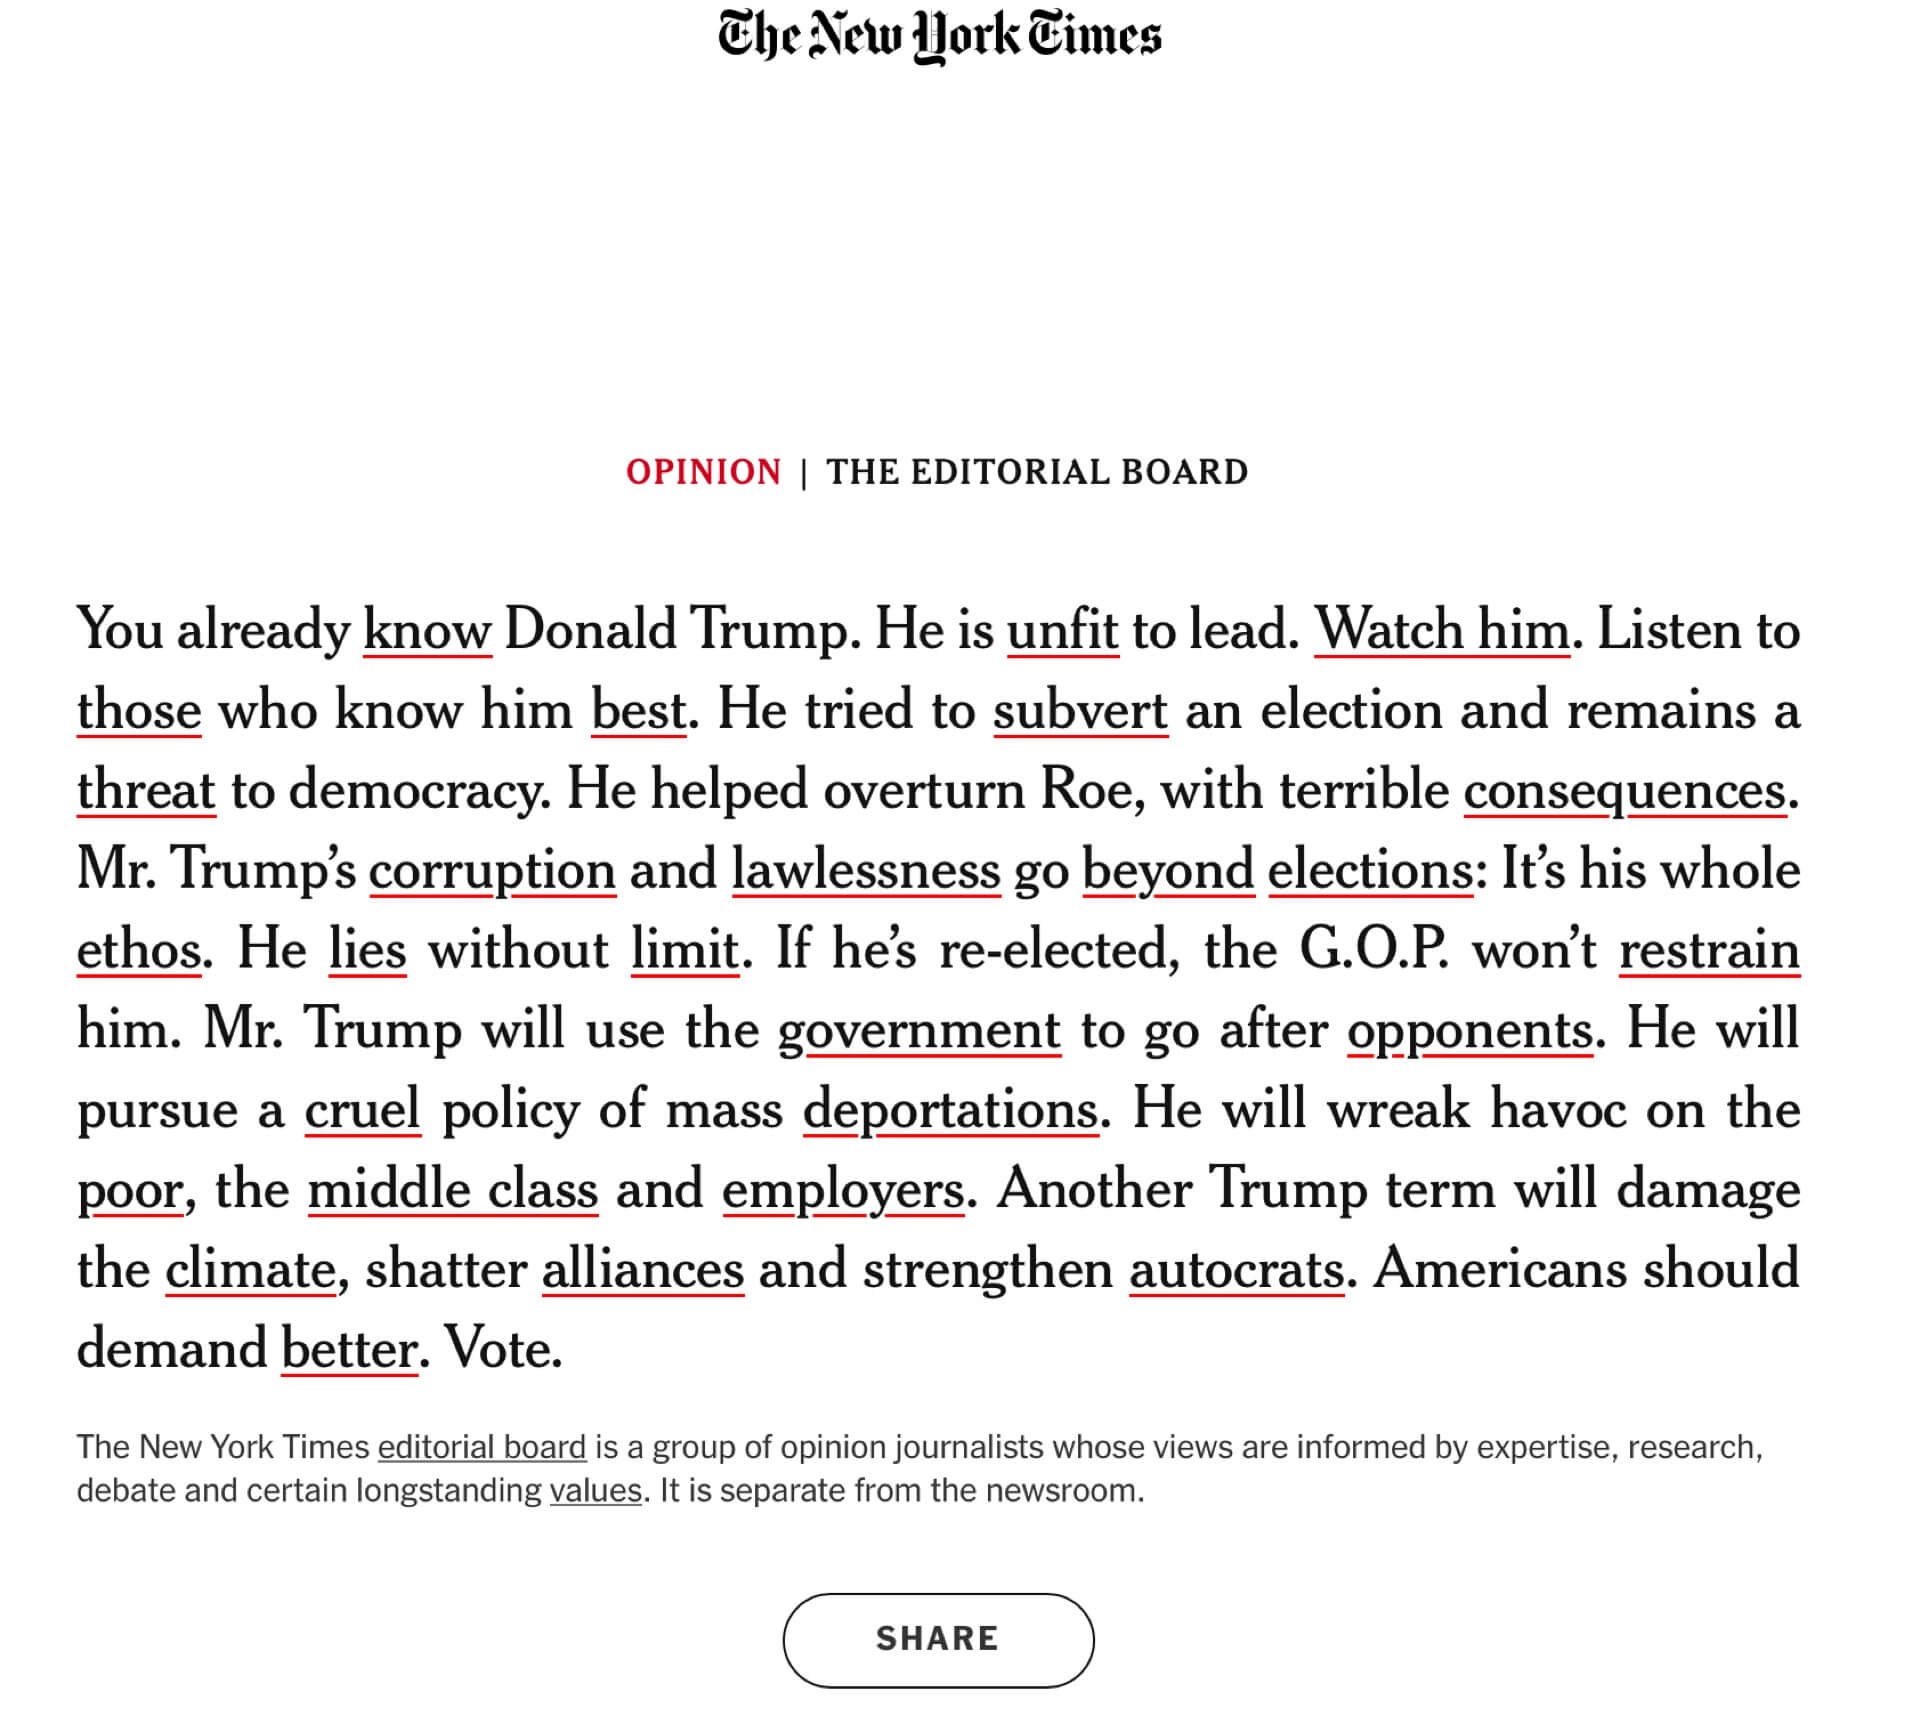 The New York Times
OPINION | THE EDITORIAL BOARD
You already know Donald Trump. He is unfit to lead. Watch him. Listen to
those who know him best. He tried to subvert an election and remains a
threat to democracy. He helped overturn Roe, with terrible consequences.
Mr. Trump’s corruption and lawlessness go beyond elections: It’s his whole
ethos. He lies without limit. If he’s re-elected, the G.O.P. won’t restrain
him. Mr. Trump will use the government to go after opponents. He will
pursue a cruel policy of mass deportations. He will wreak havoc on the
poor, the middle class and employers. Another Trump term will damage
the climate, shatter alliances and strengthen autocrats. Americans should
demand better. Vote.
The New York Times editorial board is a group of opinion journalists whose views are informed by expertise, research,
debate and certain longstanding values. It is separate from the newsroom.
SHARE